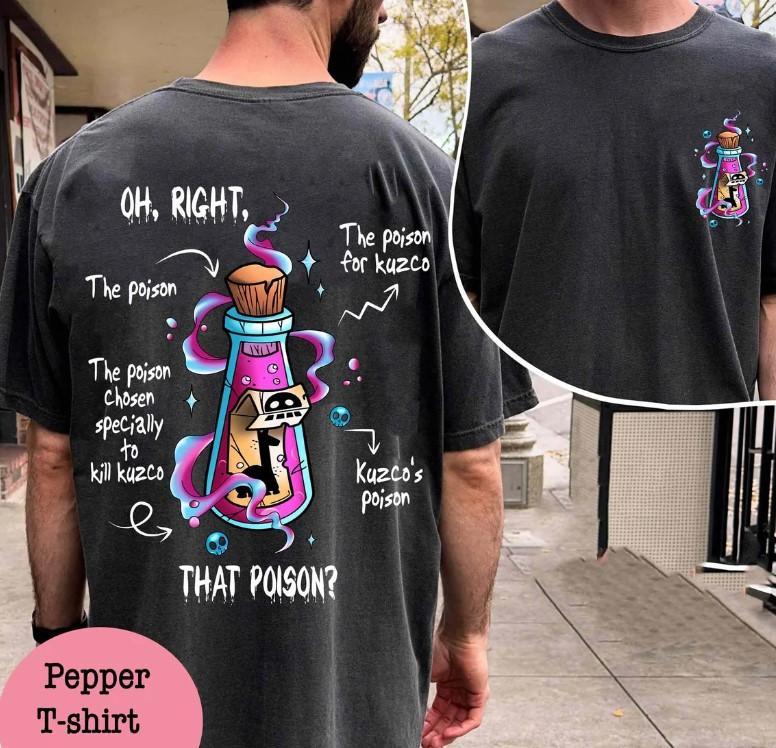 OH, RIGHT,
The poison
for kuzco
The poison
The poison
chosen
specially
to
kill kuzco
Kuzco's
poison
THAT POISON?
Pepper
T-shirt